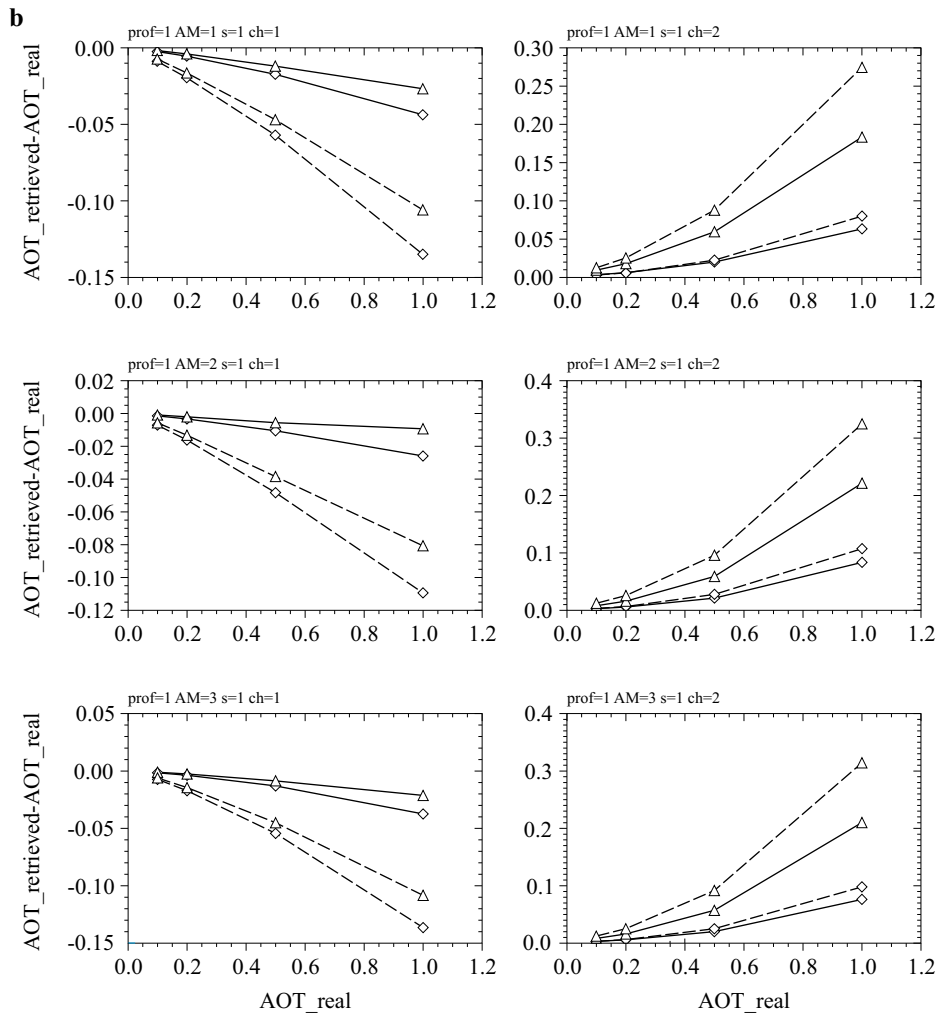 b
prof=1 AM=1 s=1 ch=1
0.00
-0.05
-0.10
-0.15
0.0 0.2 0.4 0.6 0.8 1.0 1.2
AOT_retrieved-AOT_real
prof=1 AM=1 s=1 ch=2
0.30
0.25
0.20
0.15
0.10
0.05
0.00
0.0 0.2 0.4 0.6 0.8 1.0 1.2
prof=1 AM=2 s=1 ch=1
0.02
0.00
-0.02
-0.04
-0.06
-0.08
-0.10
-0.12
0.0 0.2 0.4 0.6 0.8 1.0 1.2
AOT_retrieved-AOT_real
prof=1 AM=2 s=1 ch=2
0.4
0.3
0.2
0.1
0.0
0.0 0.2 0.4 0.6 0.8 1.0 1.2
prof=1 AM=3 s=1 ch=1
0.05
0.00
-0.05
-0.10
-0.15
0.0 0.2 0.4 0.6 0.8 1.0 1.2
AOT_retrieved-AOT_real
AOT_real
prof=1 AM=3 s=1 ch=2
0.4
0.3
0.2
0.1
0.0
0.0 0.2 0.4 0.6 0.8 1.0 1.2
AOT_real